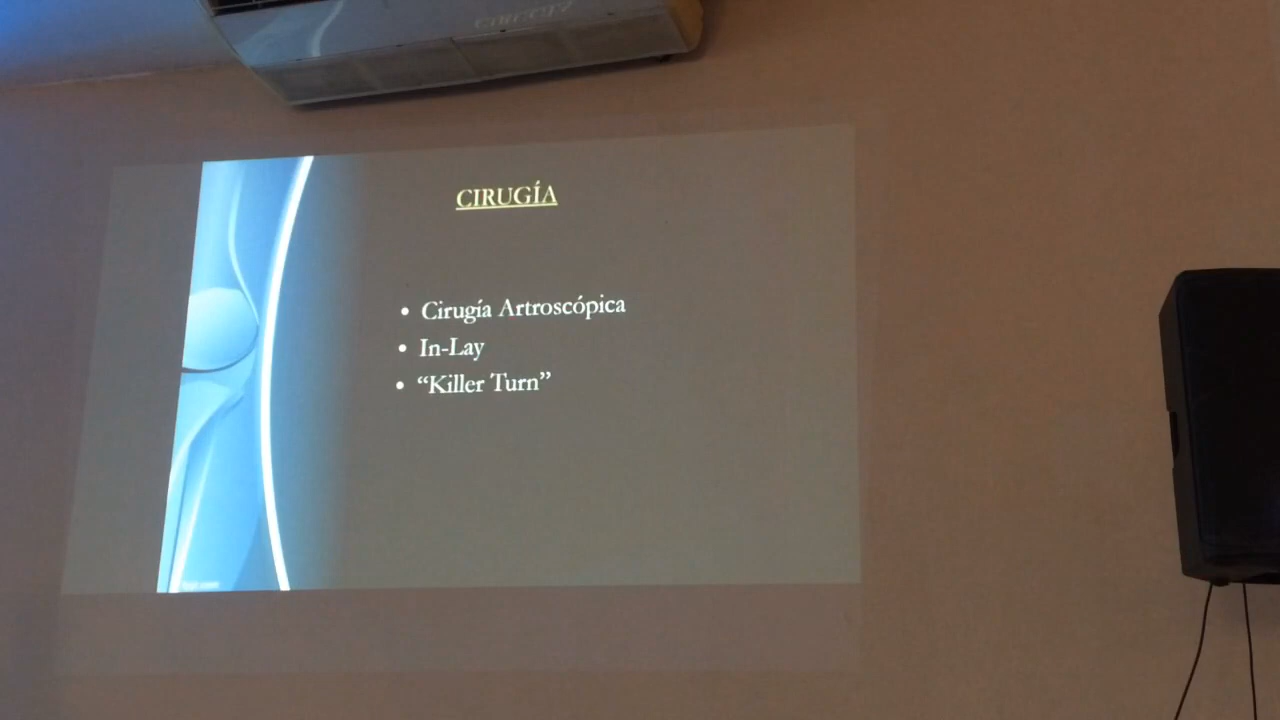 CIRUGÍA
• Cirugía Artroscópica
• In-Lay
• “Killer Turn”